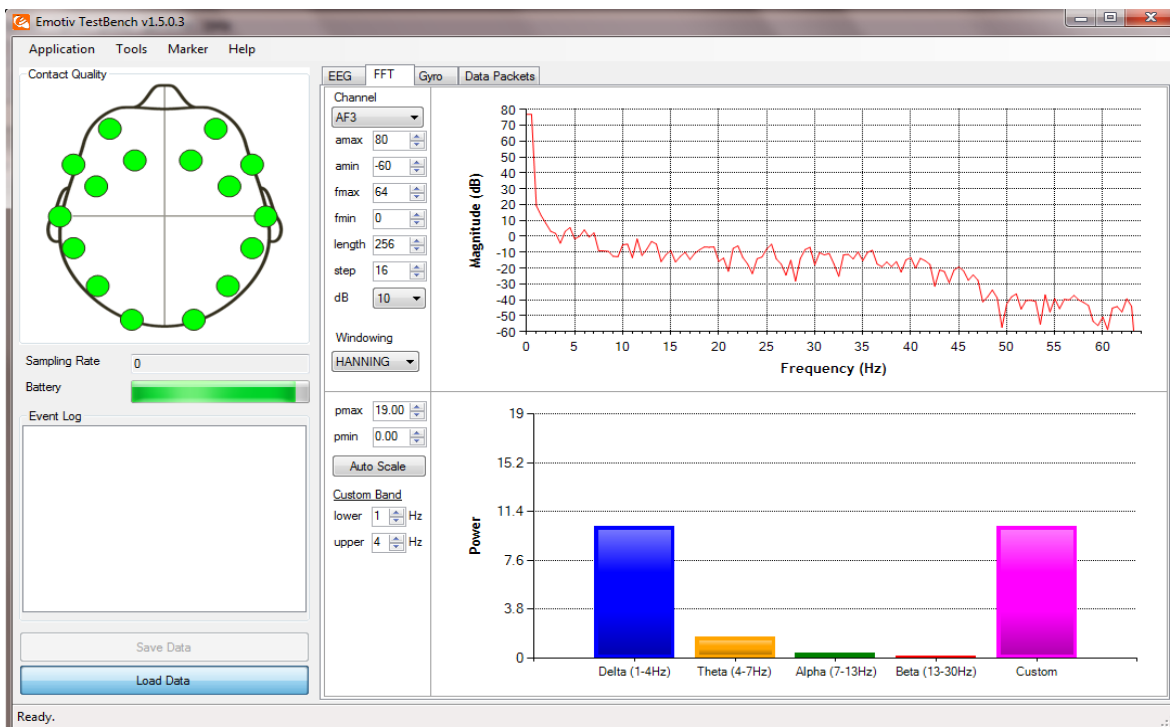 Emotiv TestBench v1.5.0.3
Application Tools Marker Help
Contact Quality
Sampling Rate 0
Battery
Event Log
Save Data
Load Data
EEG FFT Gyro Data Packets
Channel
AF3
amax 80
amin -60
fmax 64
fmin 0
length 256
step 16
dB 10
Windowing
HANNING
80
70
60
50
40
30
20
10
0
-10
-20
-30
-40
-50
-60
Magnitude (dB)
0 5 10 15 20 25 30 35 40 45 50 55 60
Frequency (Hz)
pmax 19.00
pmin 0.00
Auto Scale
Custom Band
lower 1 Hz
upper 4 Hz
19
15.2
11.4
7.6
3.8
0
Power
Delta (1-4Hz) Theta (4-7Hz) Alpha (7-13Hz) Beta (13-30Hz) Custom
Ready.